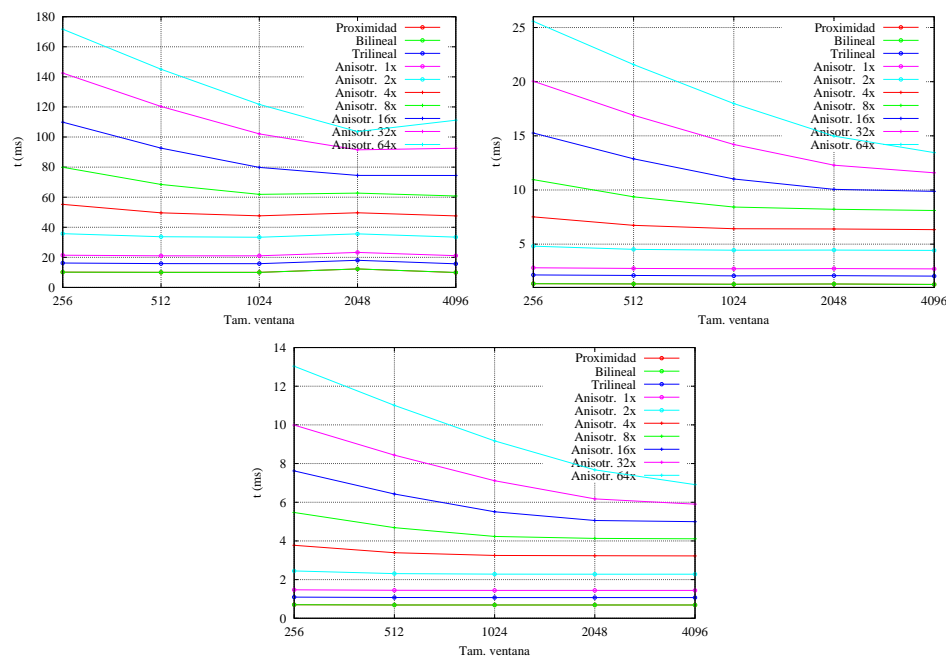 180
160
140
120
100
80
60
40
20
0
t (ms)
256
512
1024
2048
4096
Tam. ventana
Proximidad
Bilineal
Trilineal
Anisotr. 1x
Anisotr. 2x
Anisotr. 4x
Anisotr. 8x
Anisotr. 16x
Anisotr. 32x
Anisotr. 64x
25
20
15
10
5
t (ms)
256
512
1024
2048
4096
Tam. ventana
Proximidad
Bilineal
Trilineal
Anisotr. 1x
Anisotr. 2x
Anisotr. 4x
Anisotr. 8x
Anisotr. 16x
Anisotr. 32x
Anisotr. 64x
14
12
10
8
6
4
2
0
t (ms)
256
512
1024
2048
4096
Tam. ventana
Proximidad
Bilineal
Trilineal
Anisotr. 1x
Anisotr. 2x
Anisotr. 4x
Anisotr. 8x
Anisotr. 16x
Anisotr. 32x
Anisotr. 64x